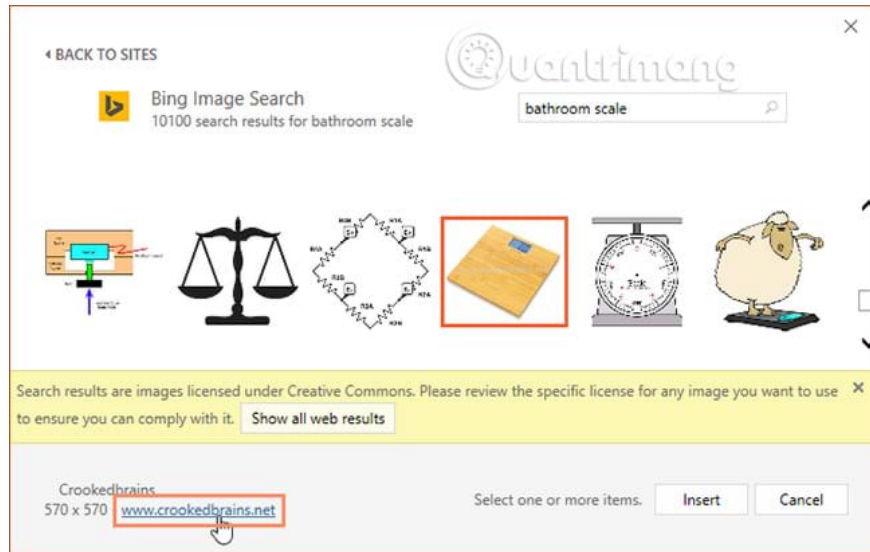 BACK TO SITES
Quantrimang
Bing Image Search
10100 search results for bathroom scale
bathroom scale
Search results are images licensed under Creative Commons. Please review the specific license for any image you want to use
to ensure you can comply with it. Show all web results
Crookedbrains
570 x 570 www.crookedbrains.net
Select one or more items. Insert Cancel